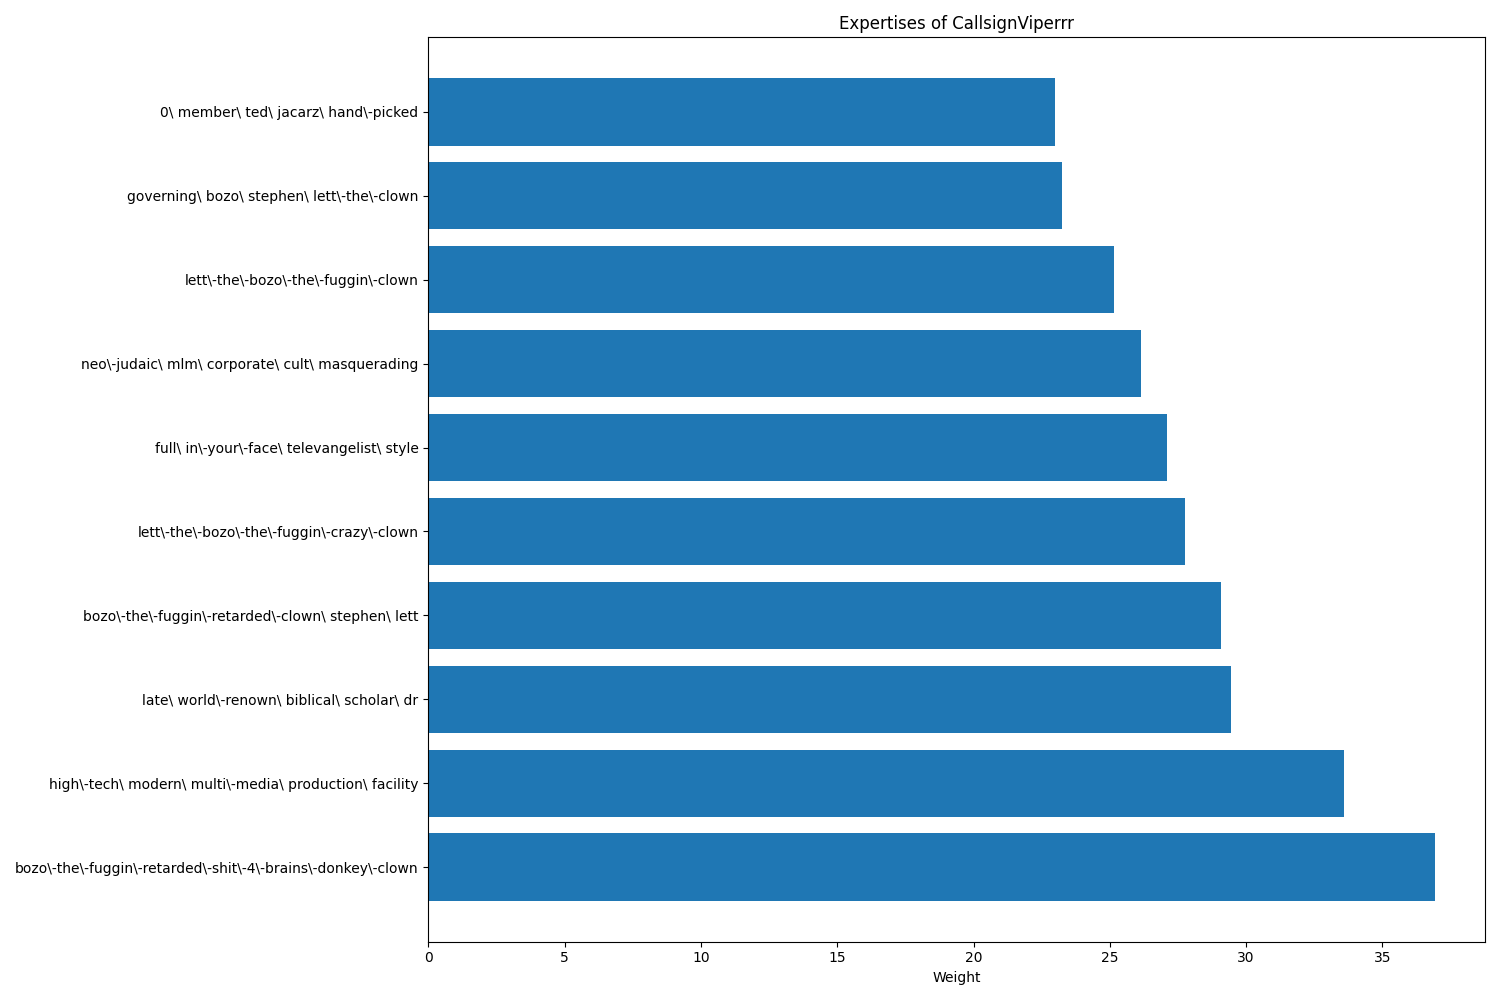 Expertises of CallsignViperrr
0\ member\ ted\ jacarz\ hand\-picked
governing\ bozo\ stephen\ lett\-the\-clown
lett\-the\-bozo\-the\-fuggin\-clown
neo\-judaic\ mlm\ corporate\ cult\ masquerading
full\ in\-your\-face\ televangelist\ style
lett\-the\-bozo\-the\-fuggin\-crazy\-clown
bozo\-the\-fuggin\-retarded\-clown\ stephen\ lett
late\ world\-renown\ biblical\ scholar\ dr
high\-tech\ modern\ multi\-media\ production\ facility
bozo\-the\-fuggin\-retarded\-shit\-4\-brains\-donkey\-clown
0 5 10 15 20 25 30 35
Weight